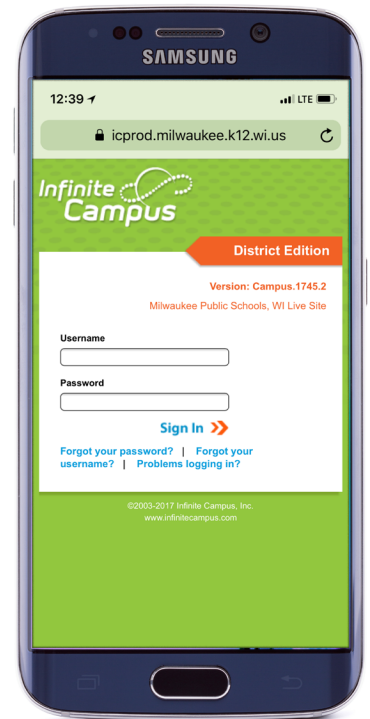 SAMSUNG
12:39
LTE
icprod.milwaukee.k12.wi.us
Infinite
Campus
District Edition
Version: Campus.1745.2
Milwaukee Public Schools, WI Live Site
Username
Password
Sign In
Forgot your password? | Forgot your
username? | Problems logging in?
©2003-2017 Infinite Campus, Inc.
www.infinitecampus.com